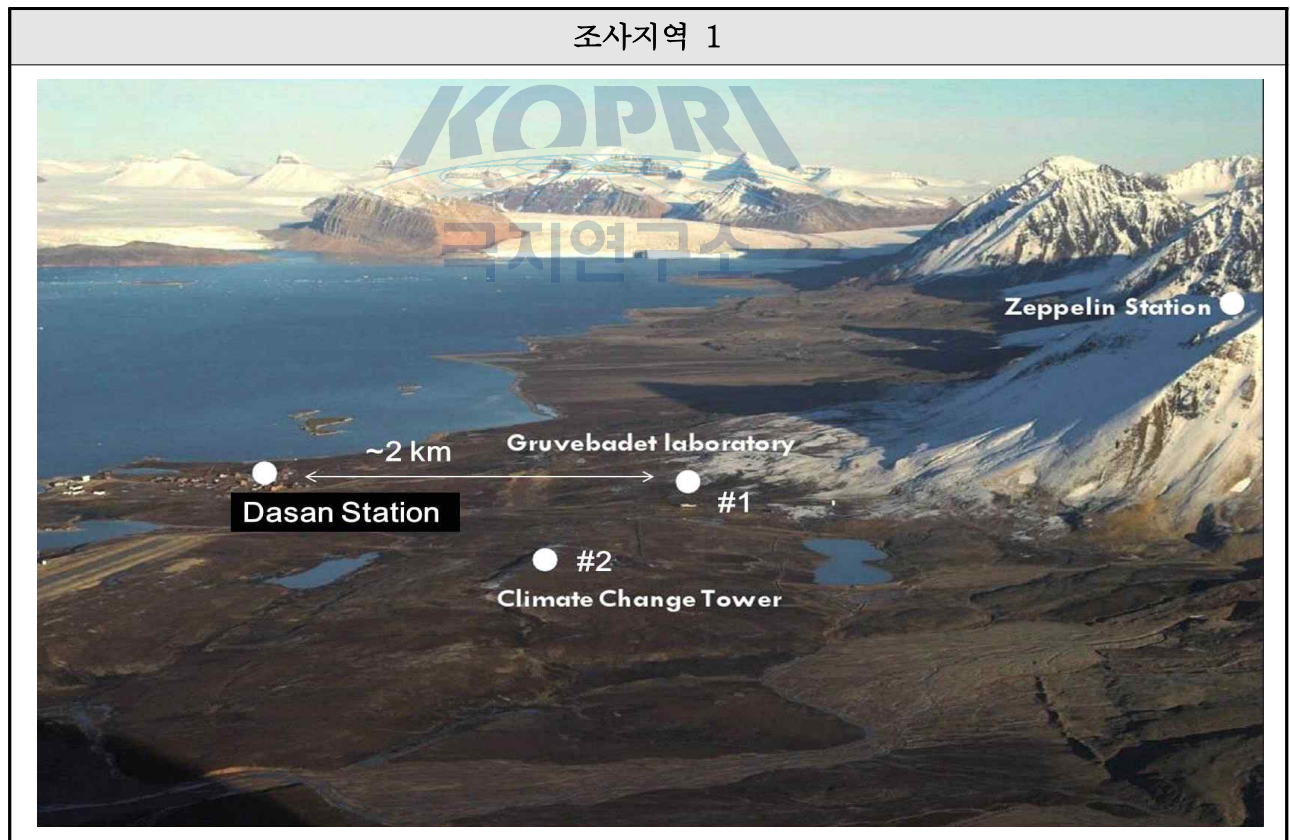 조사지역 1
KOPRI
극지연구소
Zeppelin Station
~2 km
Gruvebadet laboratory
#1
Dasan Station
#2
Climate Change Tower